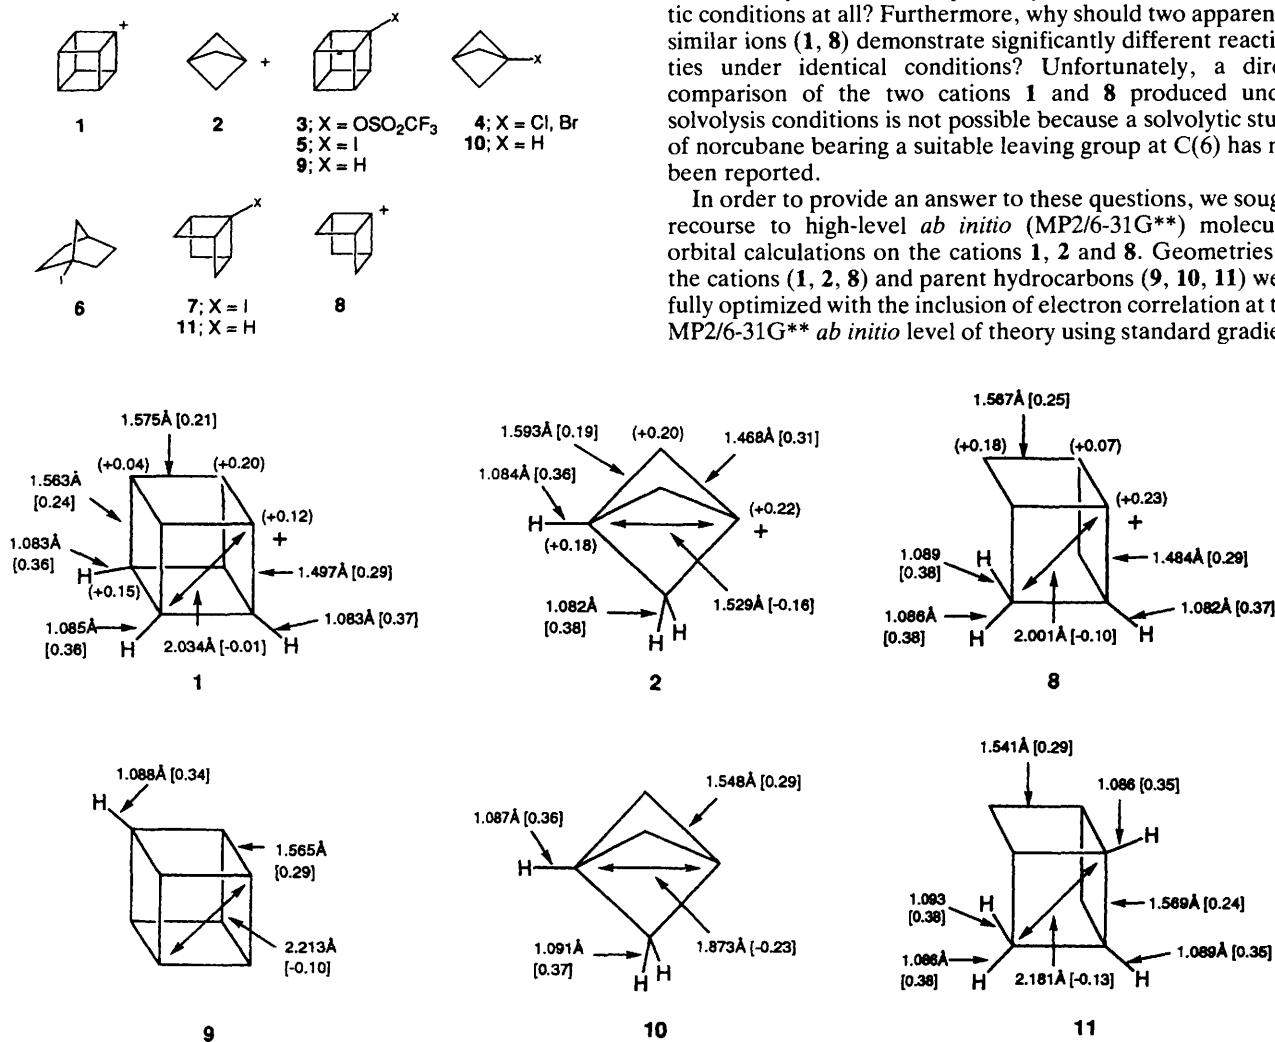 +
x
+
x
1
2
3; X = OSO2CF3
4; X = Cl, Br
5; X = I
10; X = H
9; X = H
x
+
I
6
7; X = I
8
11; X = H
tic conditions at all? Furthermore, why should two apparen
similar ions (1, 8) demonstrate significantly different reacti
ties under identical conditions? Unfortunately, a dir
comparison of the two cations 1 and 8 produced und
solvolysis conditions is not possible because a solvolytic stu
of norcubane bearing a suitable leaving group at C(6) has n
been reported.
In order to provide an answer to these questions, we soug
recourse to high-level ab initio (MP2/6-31G**) molecu
orbital calculations on the cations 1, 2 and 8. Geometries
the cations (1, 2, 8) and parent hydrocarbons (9, 10, 11) we
fully optimized with the inclusion of electron correlation at t
MP2/6-31G** ab initio level of theory using standard gradie
1.575Å [0.21]
(+0.04)
(+0.20)
1.563Å
[0.24]
(+0.12)
+
1.083Å
[0.36]
H
(+0.15)
1.497Å [0.29]
1.085Å
[0.36]
H
2.034Å [-0.01]
H
1.083Å [0.37]
1
1.593Å [0.19]
(+0.20)
1.468Å [0.31]
1.084Å [0.36]
H
(+0.18)
(+0.22)
+
1.082Å
[0.38]
H H
1.529Å [-0.16]
2
1.567Å [0.25]
(+0.18)
(+0.07)
(+0.23)
+
1.089
[0.38]
H
1.484Å [0.29]
1.086Å
[0.38]
H
2.001Å [-0.10]
H
1.082Å [0.37]
8
1.088Å [0.34]
H
1.565Å
[0.29]
2.213Å
[-0.10]
9
1.548Å [0.29]
1.087Å [0.36]
H
1.091Å
[0.37]
H H
1.873Å [-0.23]
10
1.541Å [0.29]
1.086 [0.35]
H
1.093
[0.38]
H
1.569Å [0.24]
1.086Å
[0.38]
H
2.181Å [-0.13]
H
1.089Å [0.35]
11